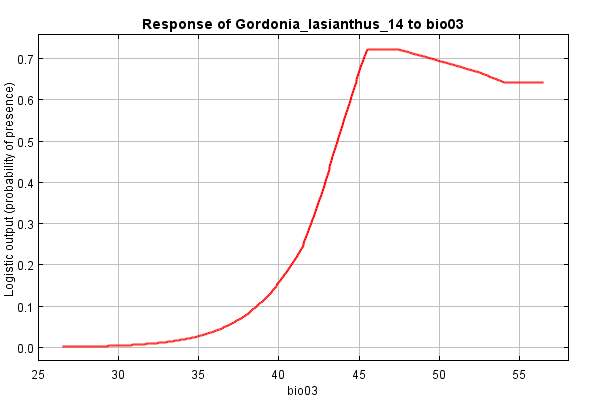 Response of Gordonia_lasianthus_14 to bio03
Logistic output (probability of presence)
0.7
0.6
0.5
0.4
0.3
0.2
0.1
0.0
25 30 35 40 45 50 55
bio03